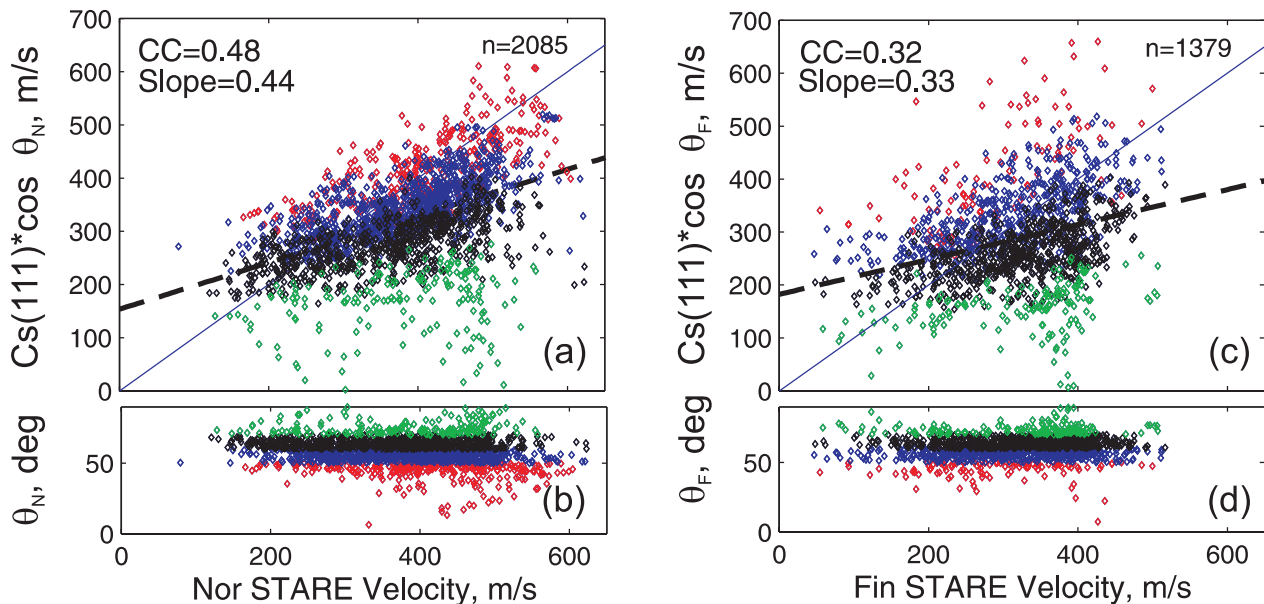 700
600
500
400
300
200
100
0
Cs(111)*cos θN, m/s
CC=0.48
Slope=0.44
n=2085
(a)
50
0
θN, deg
(b)
0 200 400 600
Nor STARE Velocity, m/s
700
600
500
400
300
200
100
0
Cs(111)*cos θF, m/s
CC=0.32
Slope=0.33
n=1379
(c)
50
0
θF, deg
(d)
0 200 400 600
Fin STARE Velocity, m/s